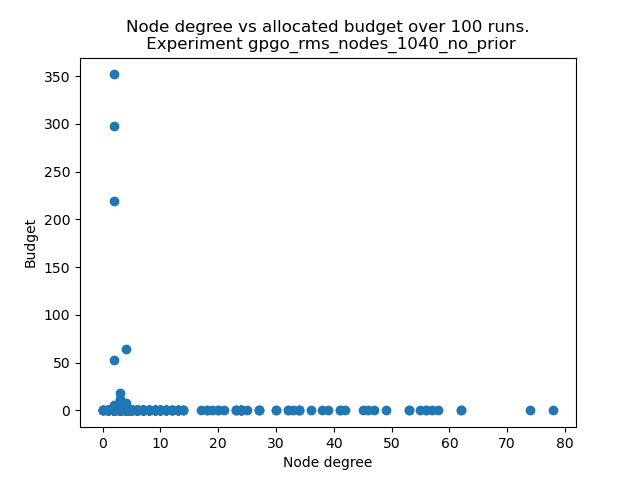 Node degree vs allocated budget over 100 runs.
Experiment gpgo_rms_nodes_1040_no_prior
350
300
250
200
150
100
50
0
Budget
0 10 20 30 40 50 60 70 80
Node degree